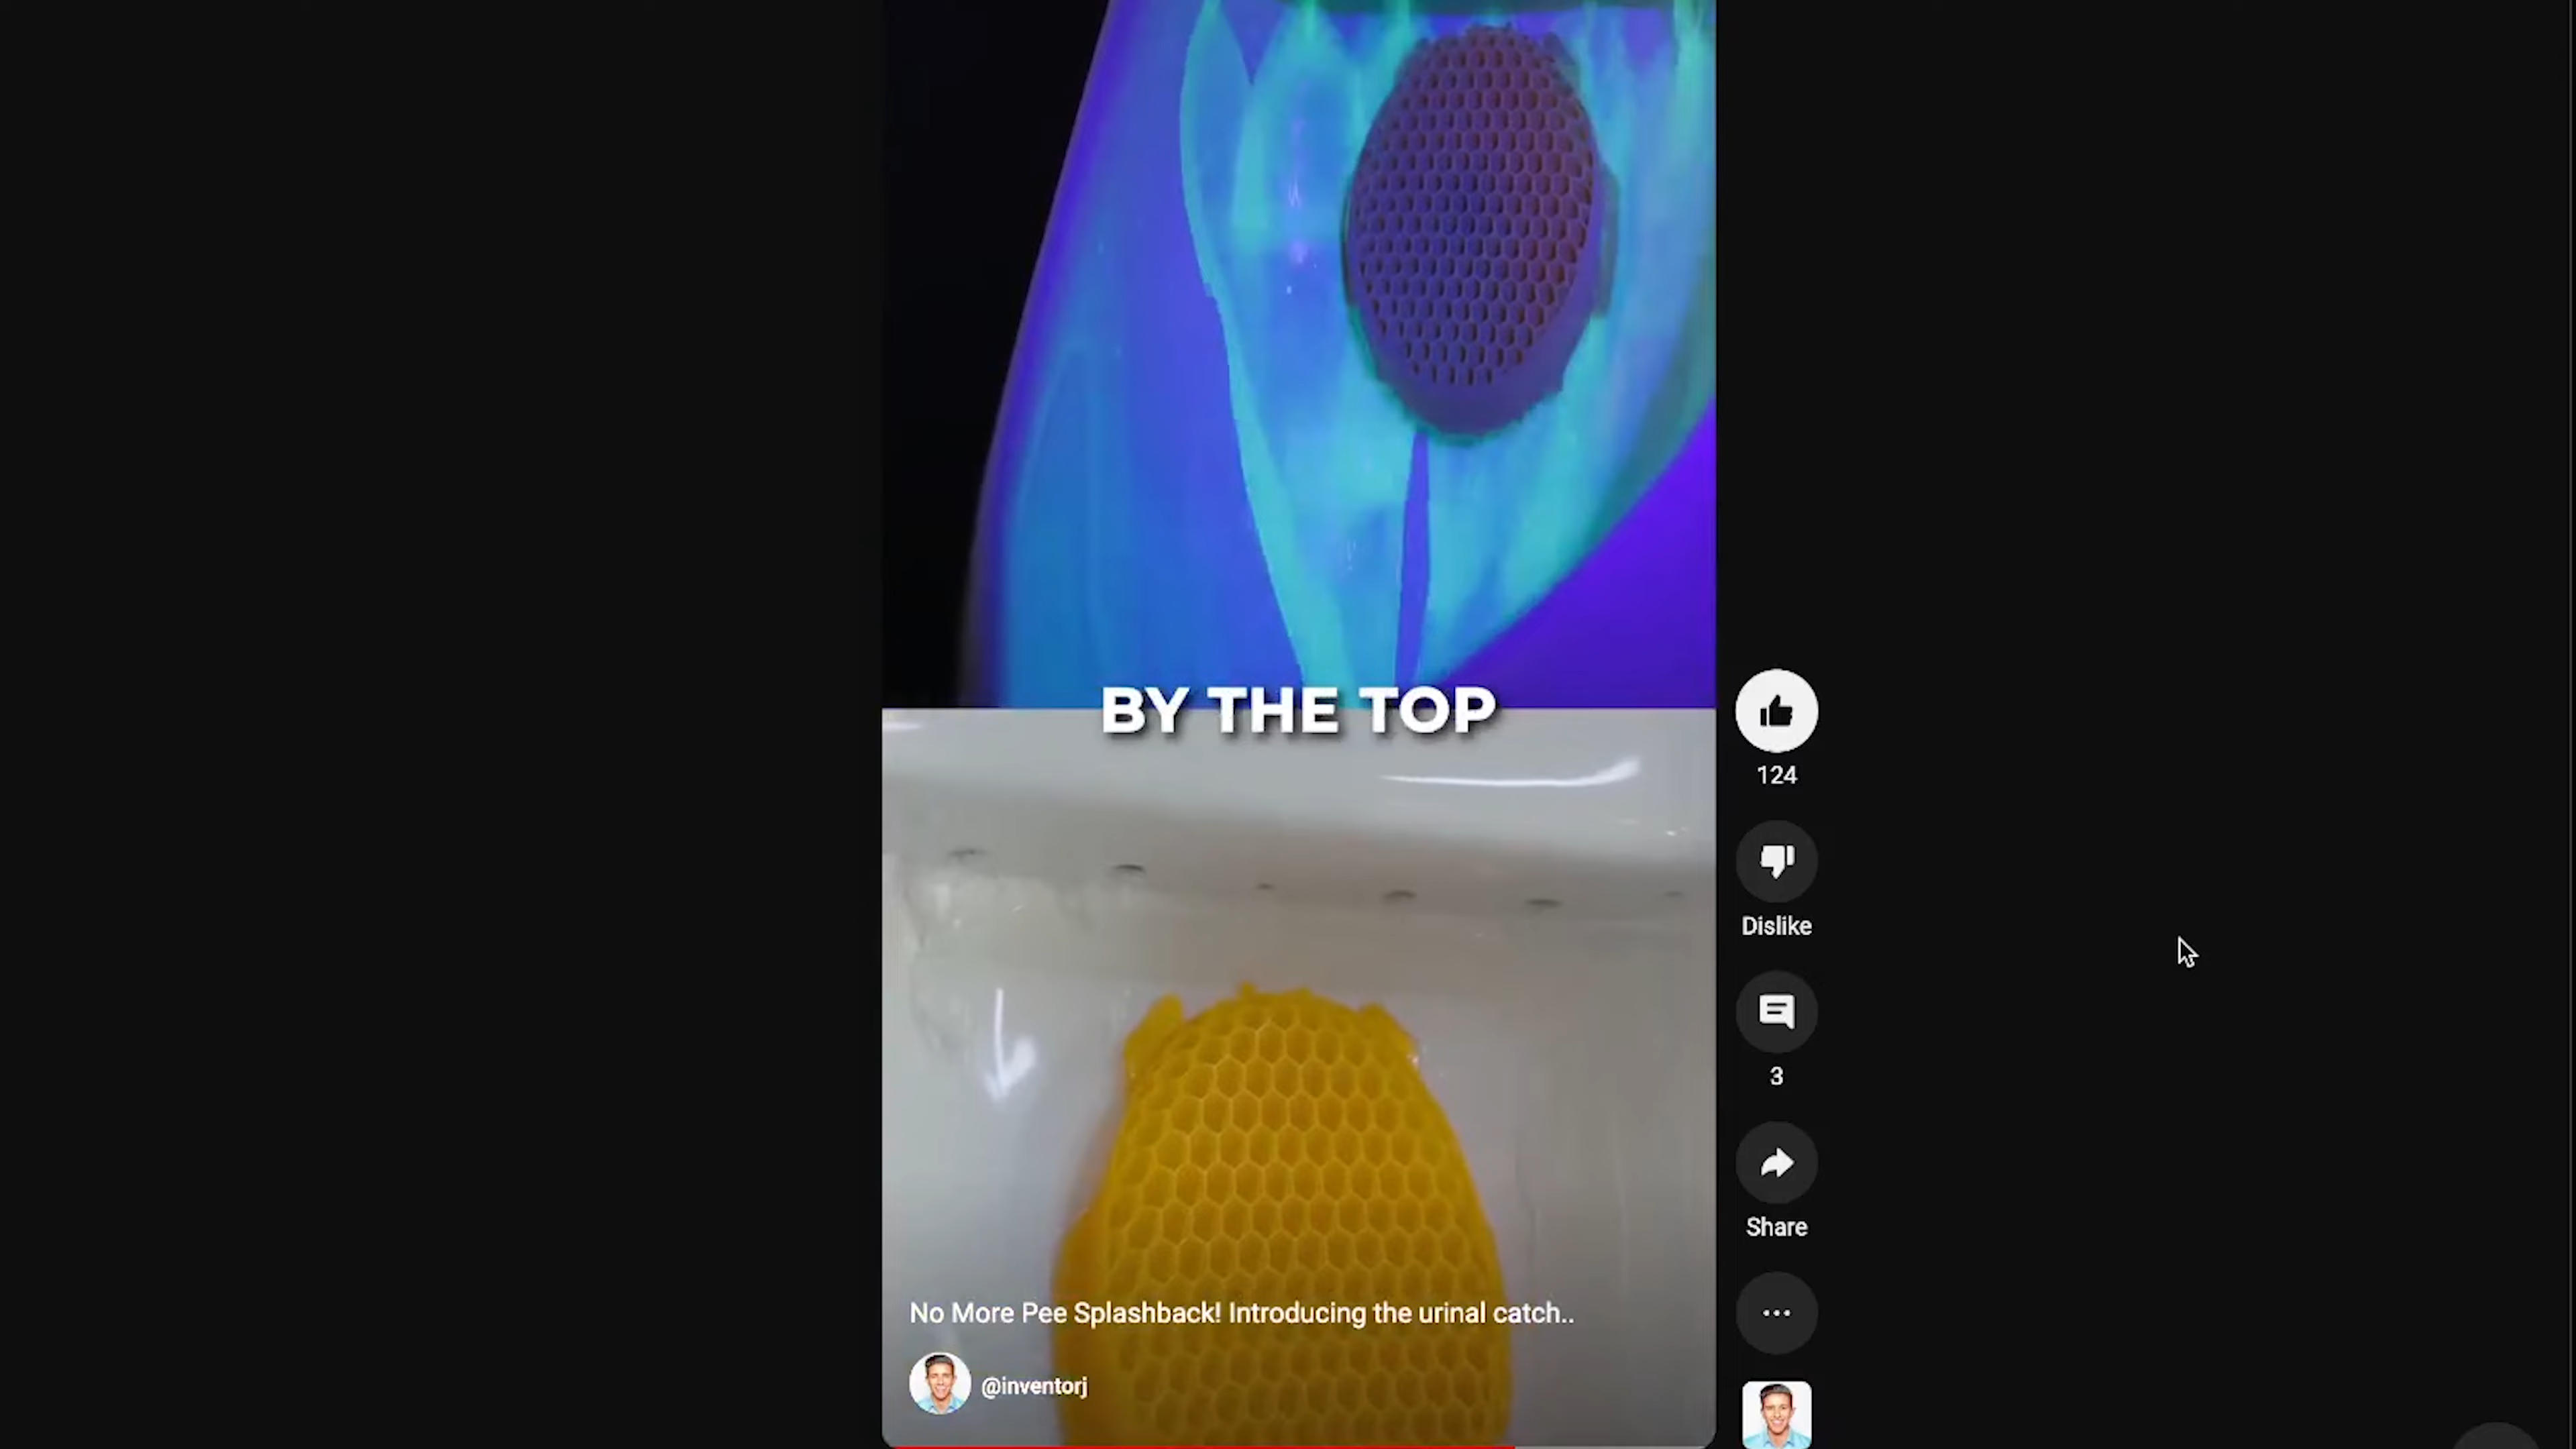 BY THE TOP
124
Dislike
3
Share
No More Pee Splashback! Introducing the urinal catch..
@inventorj